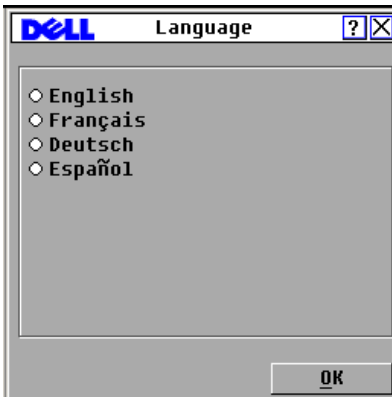 DELL Language ? X
English
Français
Deutsch
Español
OK